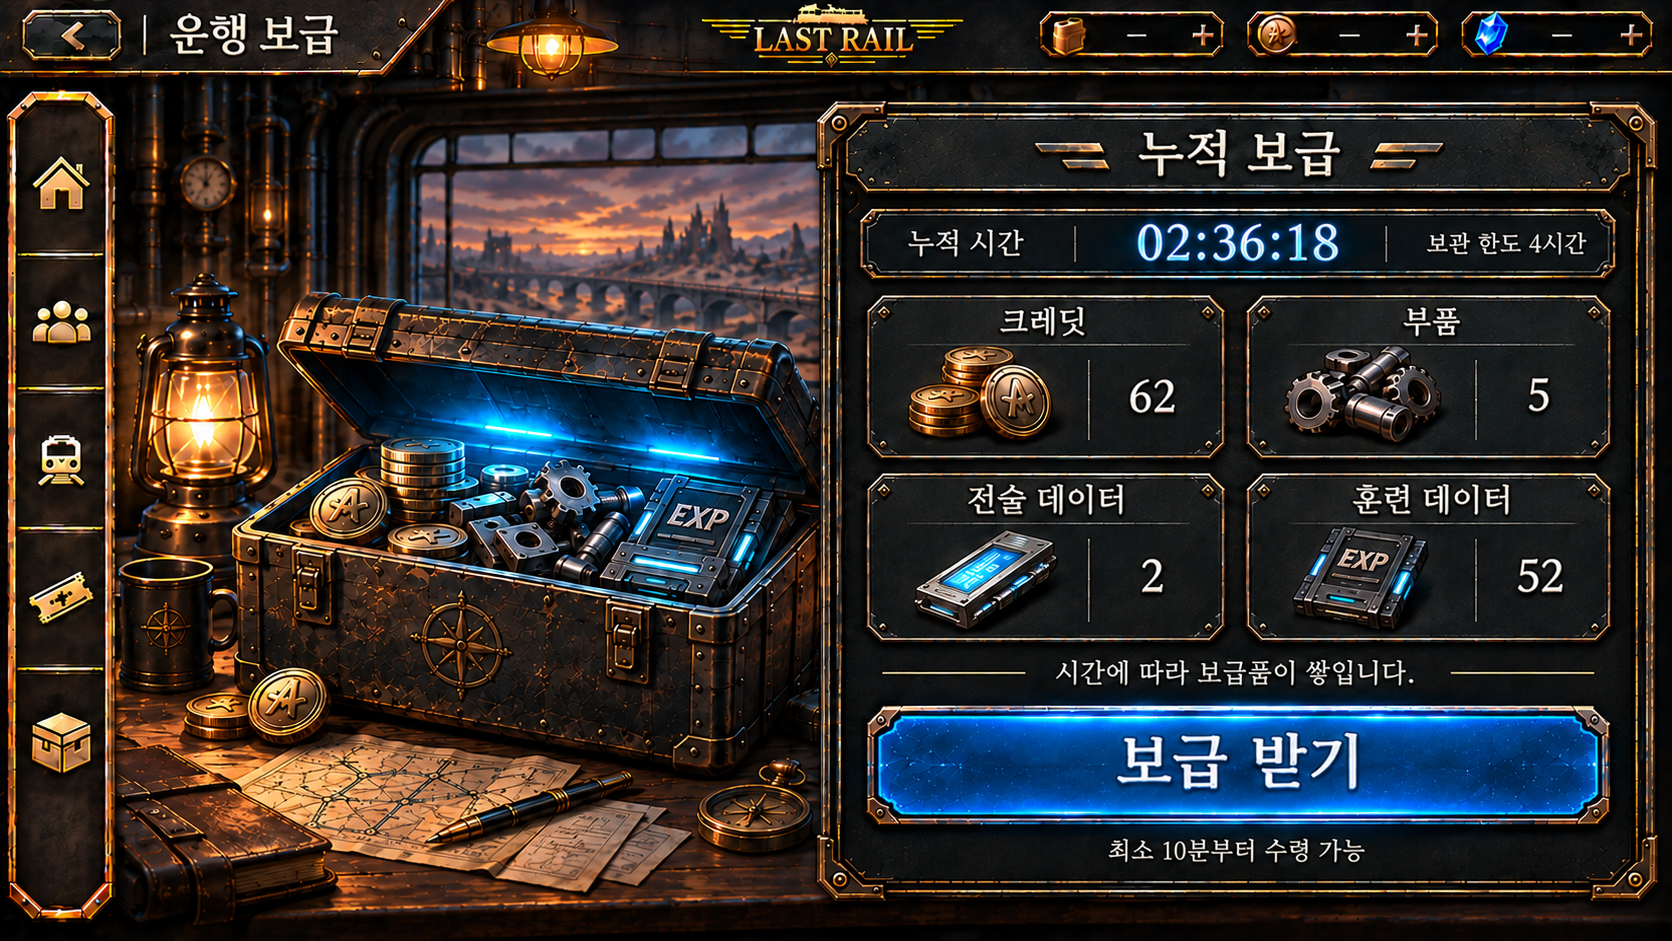 운행 보급
LAST RAIL
누적 보급
누적 시간
02:36:18
보관 한도 4시간
크레딧
62
부품
5
전술 데이터
2
훈련 데이터
EXP
52
EXP
시간에 따라 보급품이 쌓입니다.
보급 받기
최소 10분부터 수령 가능